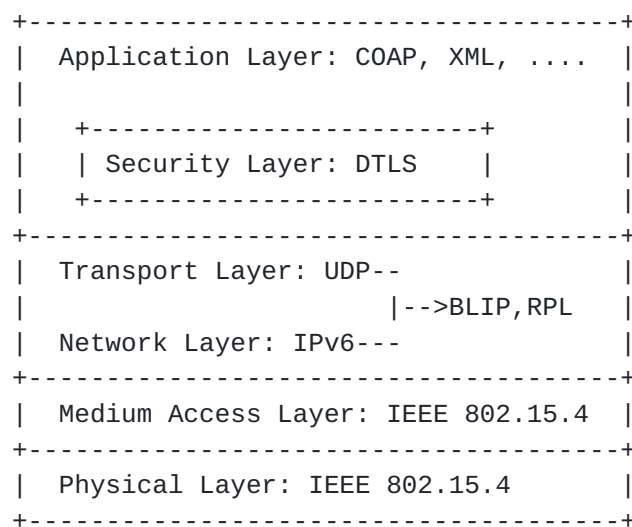 +---------------------------------------+
|  Application Layer: COAP, XML, ....  |
|                                       |
|   +-------------------------+         |
|   | Security Layer: DTLS    |         |
|   +-------------------------+         |
+---------------------------------------+
|  Transport Layer: UDP--               |
|                       |-->BLIP,RPL   |
|  Network Layer: IPv6---               |
+---------------------------------------+
|  Medium Access Layer: IEEE 802.15.4  |
+---------------------------------------+
|  Physical Layer: IEEE 802.15.4       |
+---------------------------------------+